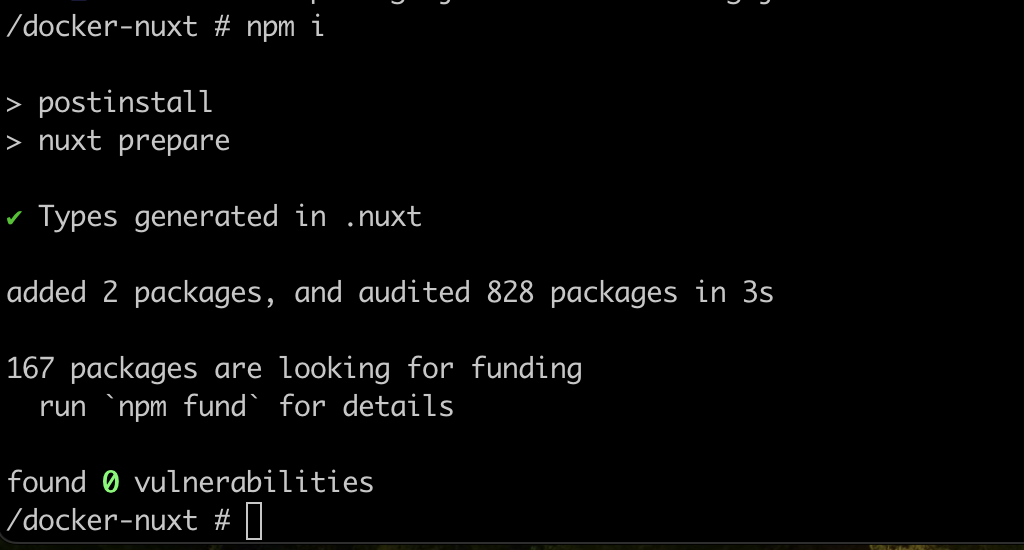 /docker-nuxt # npm i
> postinstall
> nuxt prepare
✔ Types generated in .nuxt
added 2 packages, and audited 828 packages in 3s
167 packages are looking for funding
  run `npm fund` for details
found 0 vulnerabilities
/docker-nuxt #